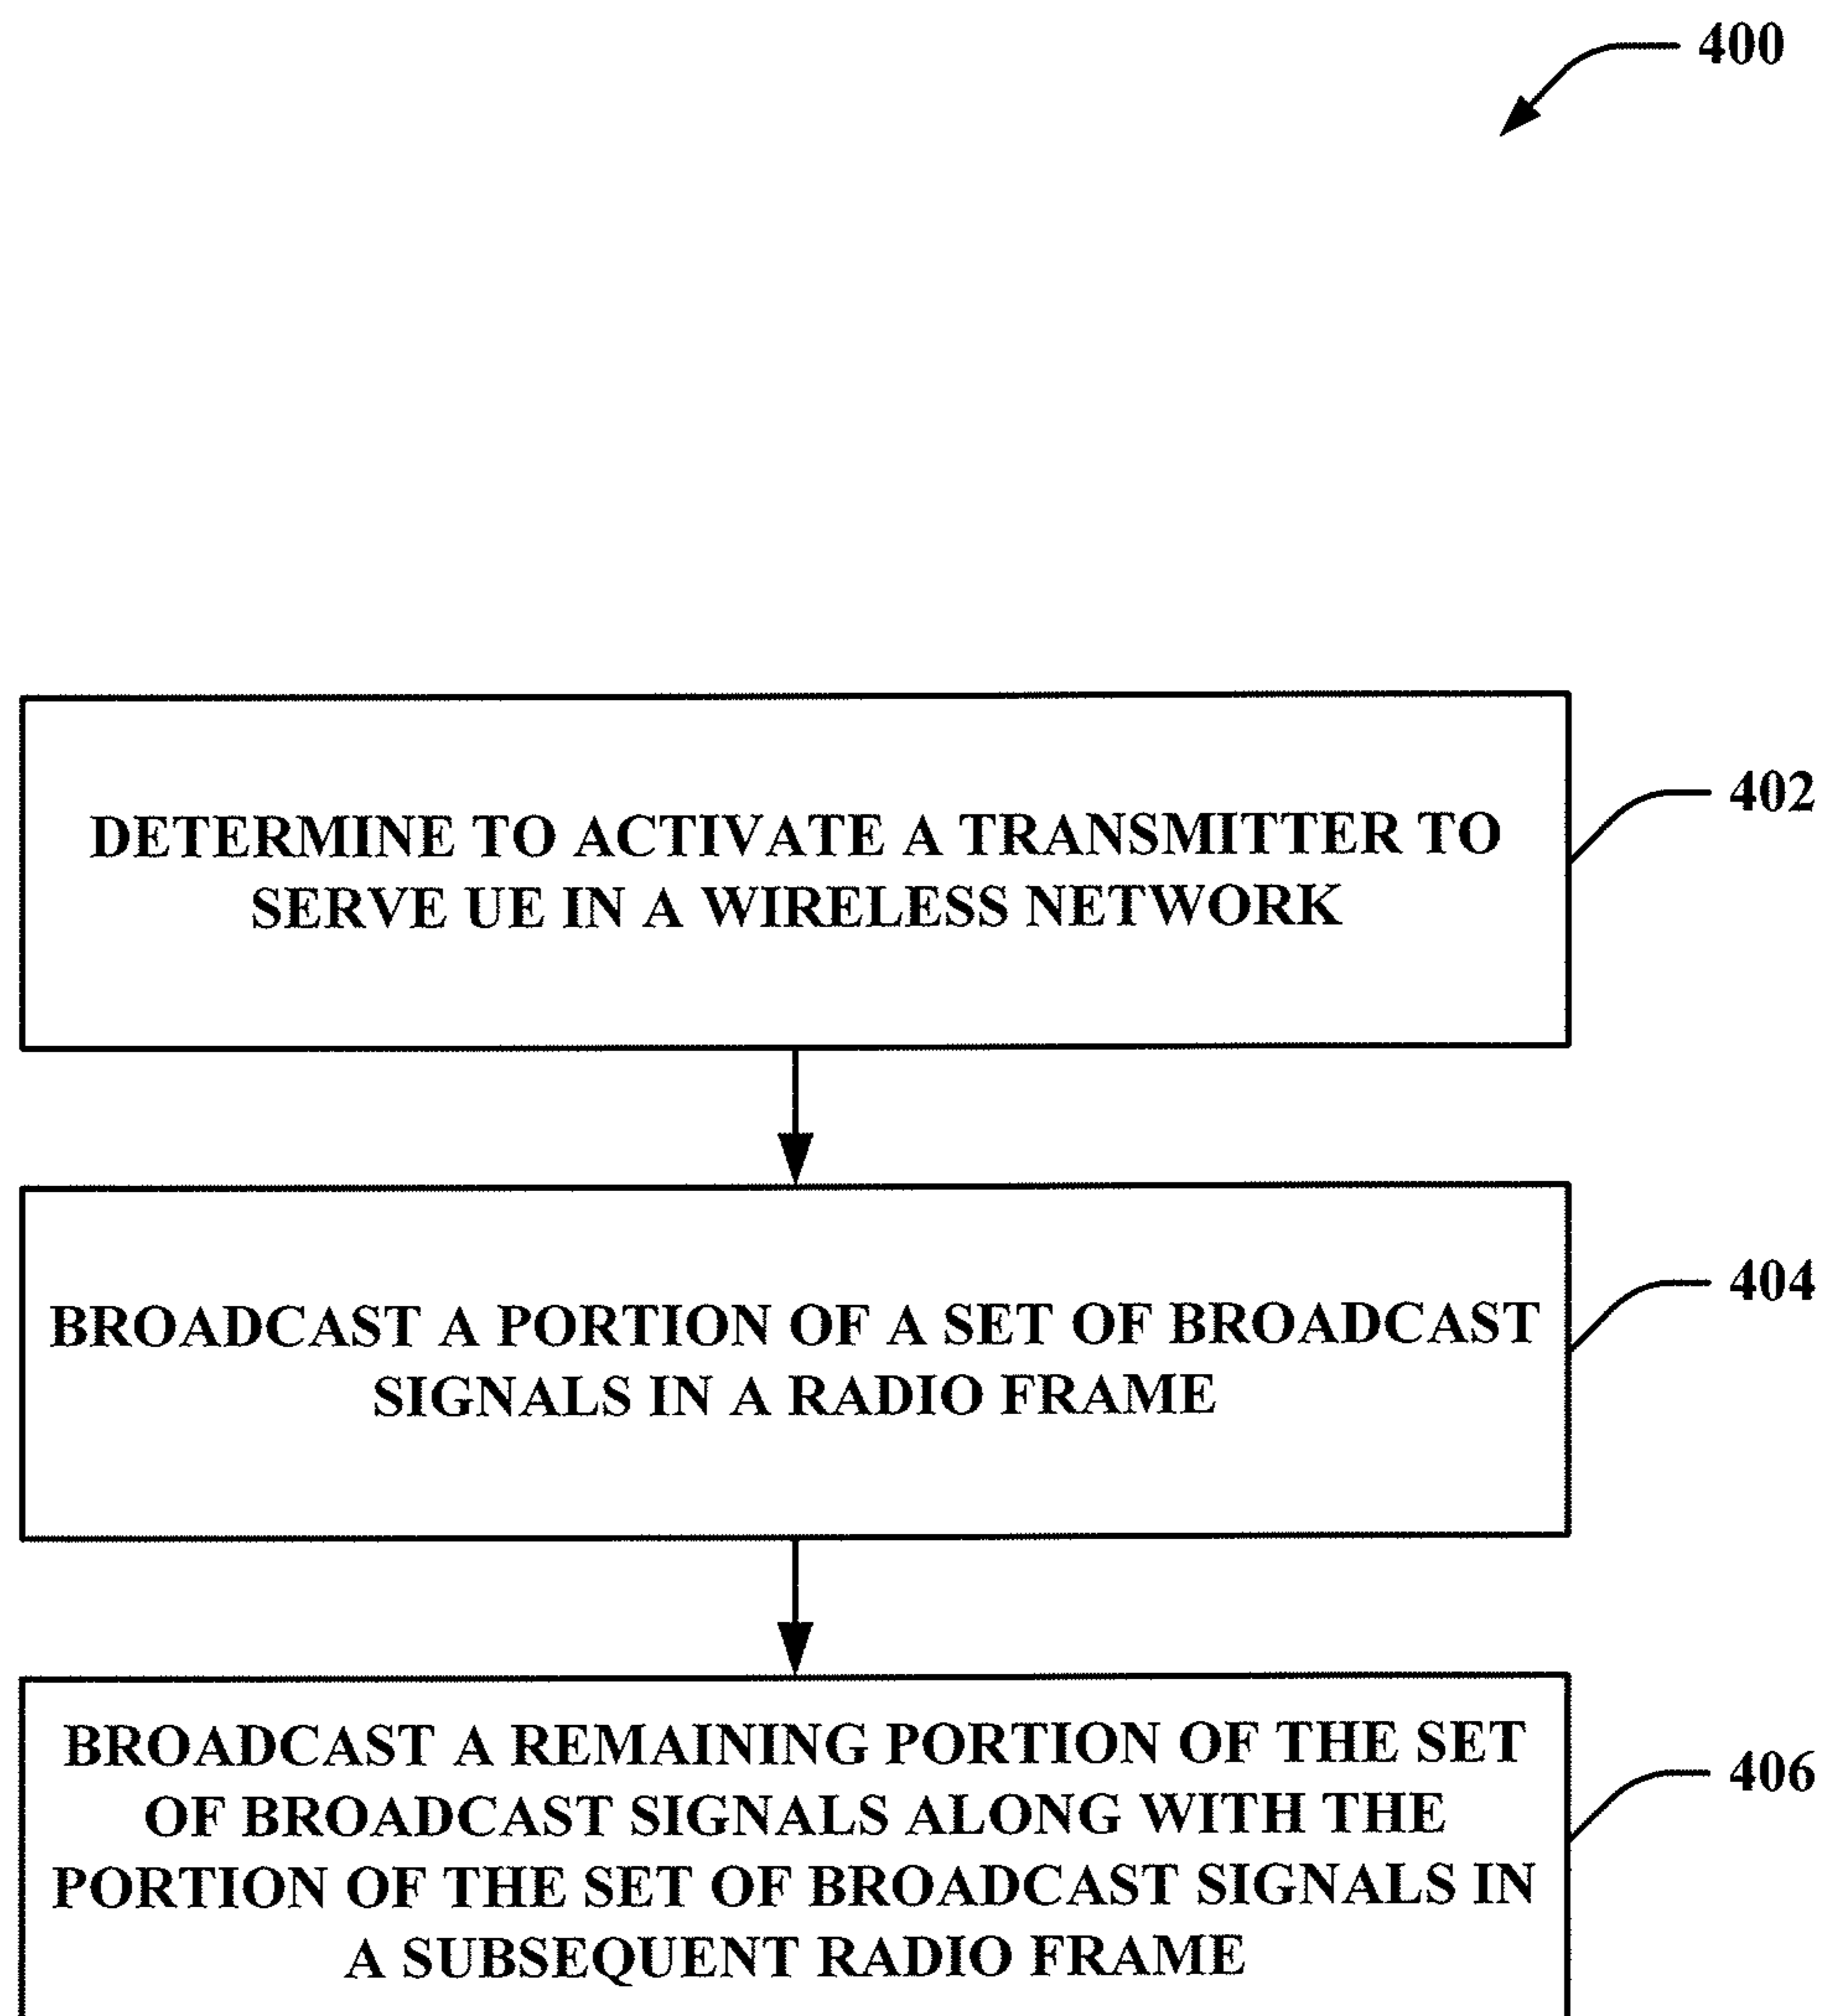 400
DETERMINE TO ACTIVATE A TRANSMITTER TO
SERVE UE IN A WIRELESS NETWORK
402
BROADCAST A PORTION OF A SET OF BROADCAST
SIGNALS IN A RADIO FRAME
404
BROADCAST A REMAINING PORTION OF THE SET
OF BROADCAST SIGNALS ALONG WITH THE
PORTION OF THE SET OF BROADCAST SIGNALS IN
A SUBSEQUENT RADIO FRAME
406